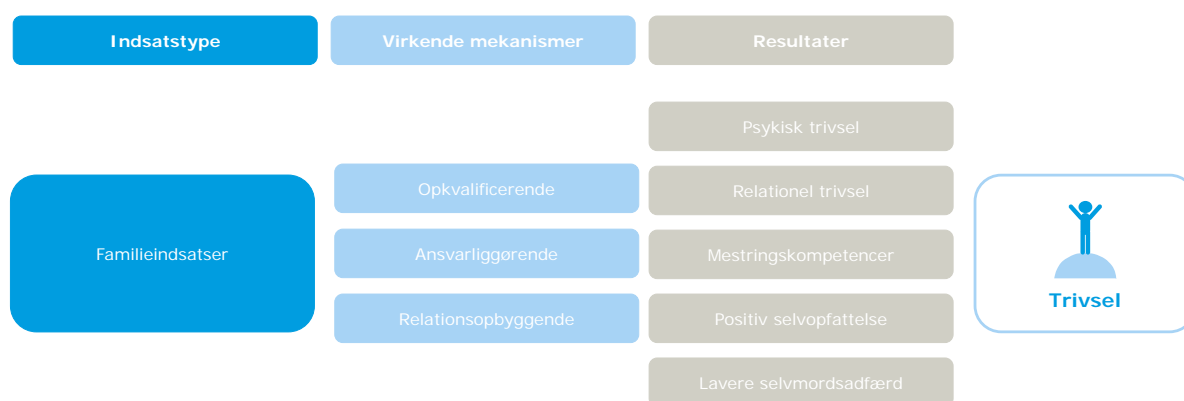 Indsatstype
Virkende mekanismer
Resultater
Familieindsatser
Opkvalificerende
Ansvarliggørende
Relationsopbyggende
Psykisk trivsel
Relationel trivsel
Mestringskompetencer
Positiv selvopfattelse
Lavere selvmordsadfærd
Trivsel